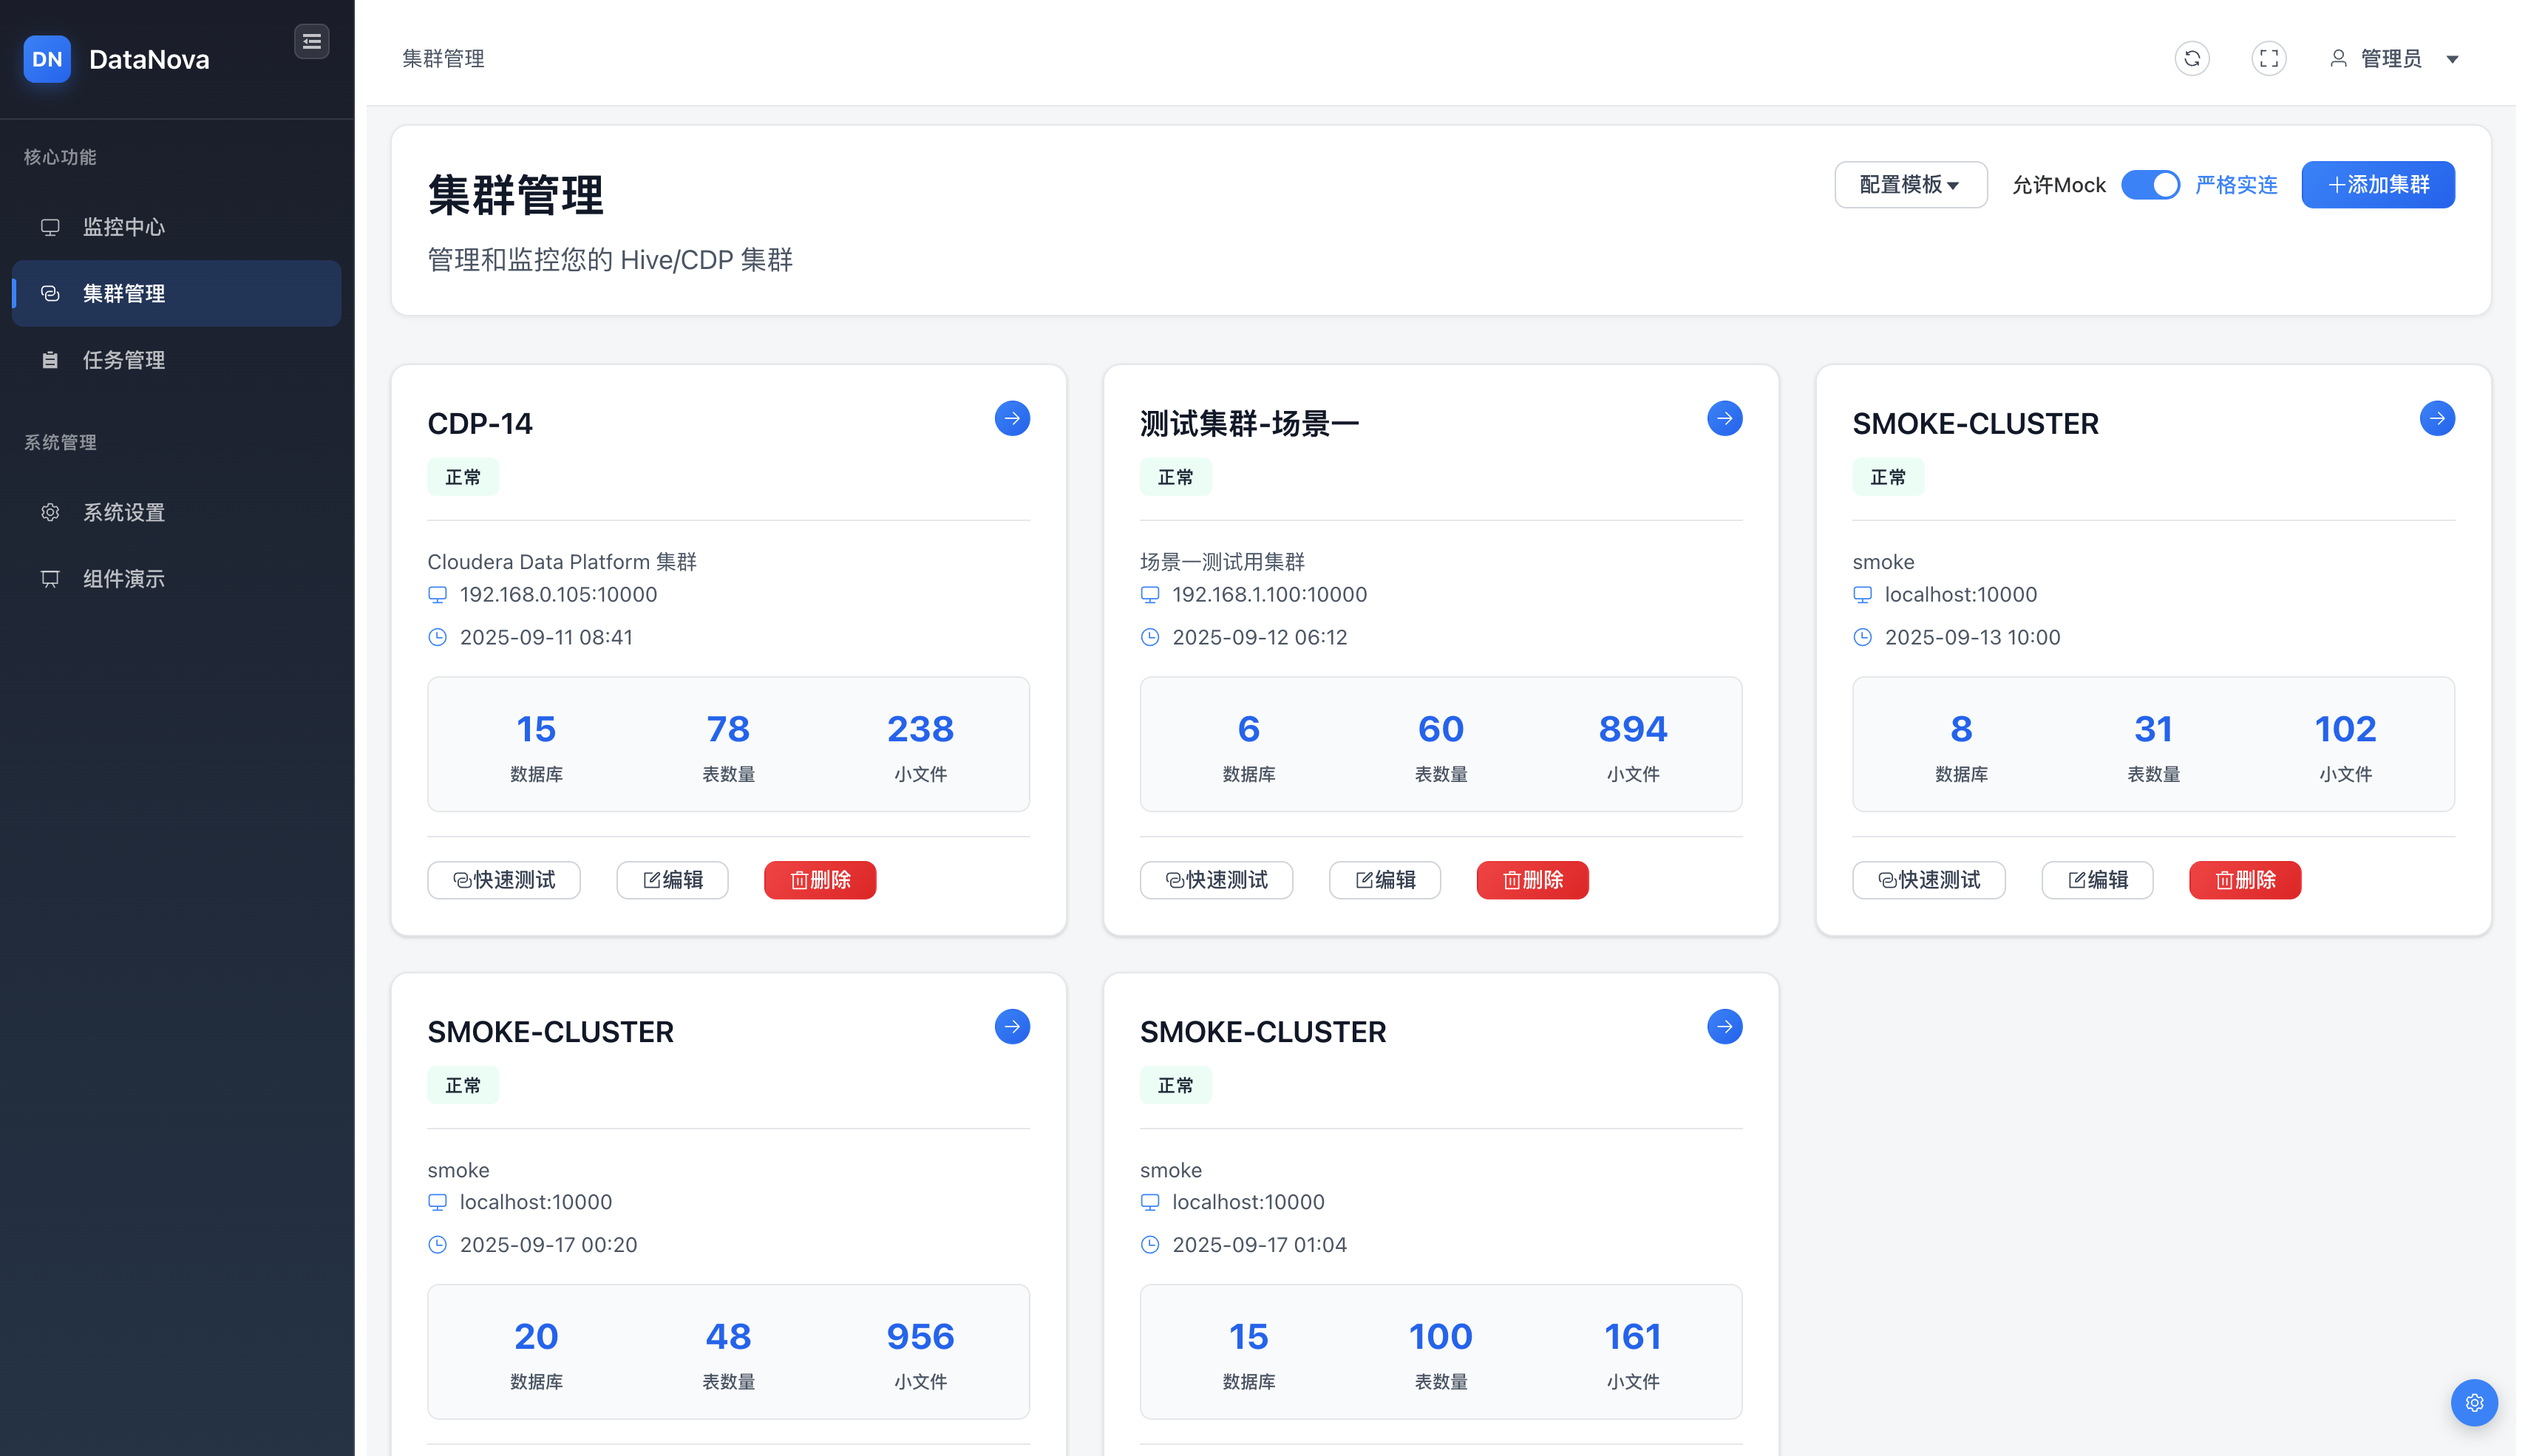 DN DataNova
核心功能
监控中心
集群管理
任务管理
系统管理
系统设置
组件演示
集群管理
管理员
集群管理
管理和监控您的 Hive/CDP 集群
配置模板 允许Mock 严格实连 添加集群
CDP-14
正常
Cloudera Data Platform 集群
192.168.0.105:10000
2025-09-11 08:41
15 78 238
数据库 表数量 小文件
快速测试 编辑 删除
测试集群-场景一
正常
场景一测试用集群
192.168.1.100:10000
2025-09-12 06:12
6 60 894
数据库 表数量 小文件
快速测试 编辑 删除
SMOKE-CLUSTER
正常
smoke
localhost:10000
2025-09-13 10:00
8 31 102
数据库 表数量 小文件
快速测试 编辑 删除
SMOKE-CLUSTER
正常
smoke
localhost:10000
2025-09-17 00:20
20 48 956
数据库 表数量 小文件
SMOKE-CLUSTER
正常
smoke
localhost:10000
2025-09-17 01:04
15 100 161
数据库 表数量 小文件